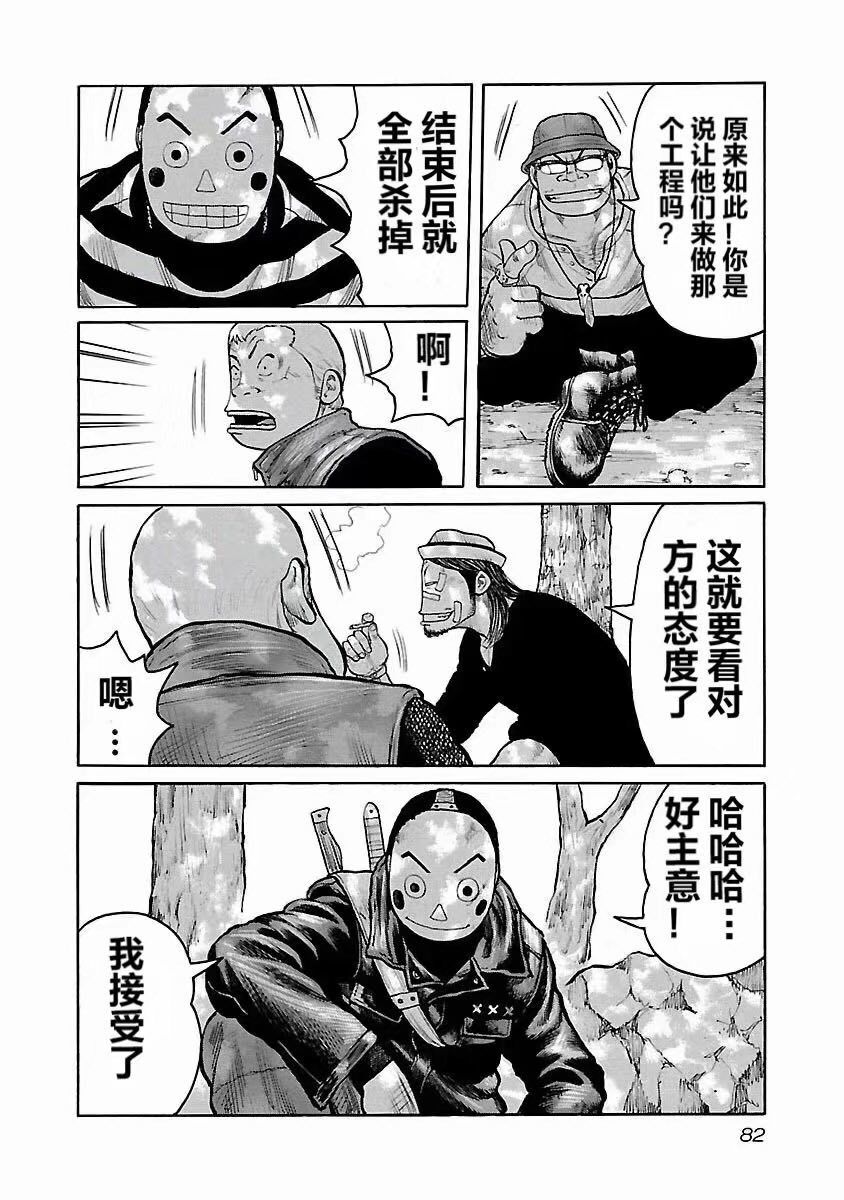 原来如此！你是
说让他们来做那
个工程吗？
结束后就
全部杀掉
啊！
这就要看对
方的态度了
嗯…
哈哈哈…
好主意！
我接受了
82